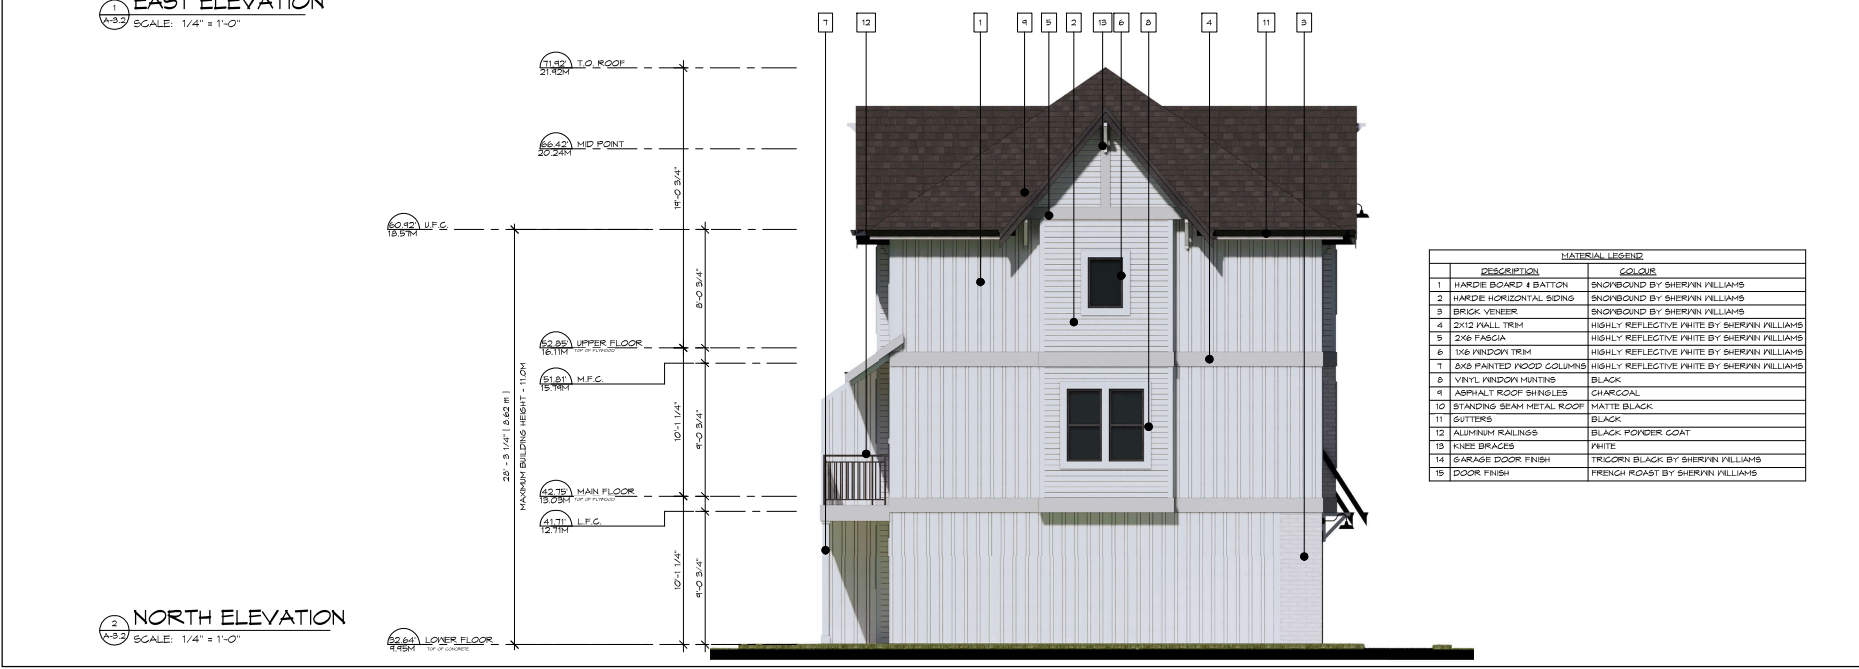 1
A-3.2
EAST ELEVATION
SCALE: 1/4" = 1'-0"
7 12 1 9 5 2 13 6 8 4 11 3
71.92' T.O. ROOF
21.92M
66.42' MID POINT
20.24M
19'-0 3/4"
60.92' U.F.C.
18.57M
8'-0 3/4"
52.85' UPPER FLOOR
16.11M TOP OF PLYWOOD
51.81' M.F.C.
15.79M
28' - 3 1/4" [ 8.62 m ]
MAXIMUM BUILDING HEIGHT - 11.0M
10'-1 1/4"
9'-0 3/4"
42.75' MAIN FLOOR
13.03M TOP OF PLYWOOD
41.71' L.F.C.
12.71M
10'-1 1/4"
9'-0 3/4"
32.64' LOWER FLOOR
9.95M TOP OF CONCRETE
2
A-3.2
NORTH ELEVATION
SCALE: 1/4" = 1'-0"
MATERIAL LEGEND
DESCRIPTION COLOUR
1 HARDIE BOARD & BATTON SNOWBOUND BY SHERWIN WILLIAMS
2 HARDIE HORIZONTAL SIDING SNOWBOUND BY SHERWIN WILLIAMS
3 BRICK VENEER SNOWBOUND BY SHERWIN WILLIAMS
4 2X12 WALL TRIM HIGHLY REFLECTIVE WHITE BY SHERWIN WILLIAMS
5 2X6 FASCIA HIGHLY REFLECTIVE WHITE BY SHERWIN WILLIAMS
6 1X6 WINDOW TRIM HIGHLY REFLECTIVE WHITE BY SHERWIN WILLIAMS
7 8X8 PAINTED WOOD COLUMNS HIGHLY REFLECTIVE WHITE BY SHERWIN WILLIAMS
8 VINYL WINDOW MUNTINS BLACK
9 ASPHALT ROOF SHINGLES CHARCOAL
10 STANDING SEAM METAL ROOF MATTE BLACK
11 GUTTERS BLACK
12 ALUMINUM RAILINGS BLACK POWDER COAT
13 KNEE BRACES WHITE
14 GARAGE DOOR FINISH TRICORN BLACK BY SHERWIN WILLIAMS
15 DOOR FINISH FRENCH ROAST BY SHERWIN WILLIAMS